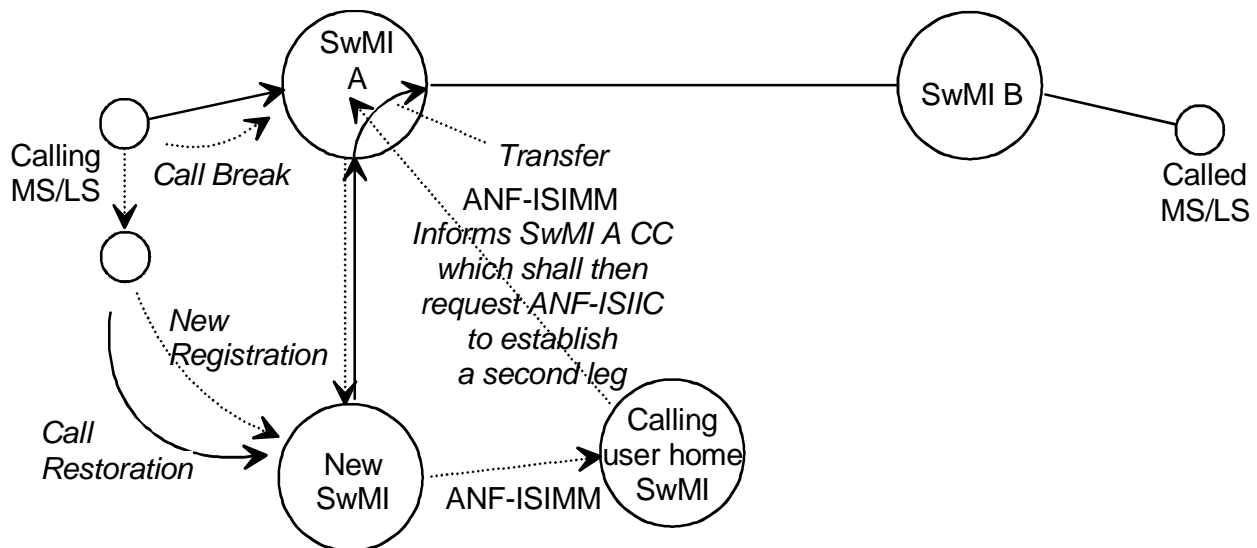 SwMI
A
SwMI B
Calling
MS/LS
Call Break
Transfer
Called
MS/LS
ANF-ISIMM
Informs SwMI A CC
which shall then
request ANF-ISIIC
to establish
a second leg
New
Registration
Call
Restoration
New
SwMI
ANF-ISIMM
Calling
user home
SwMI